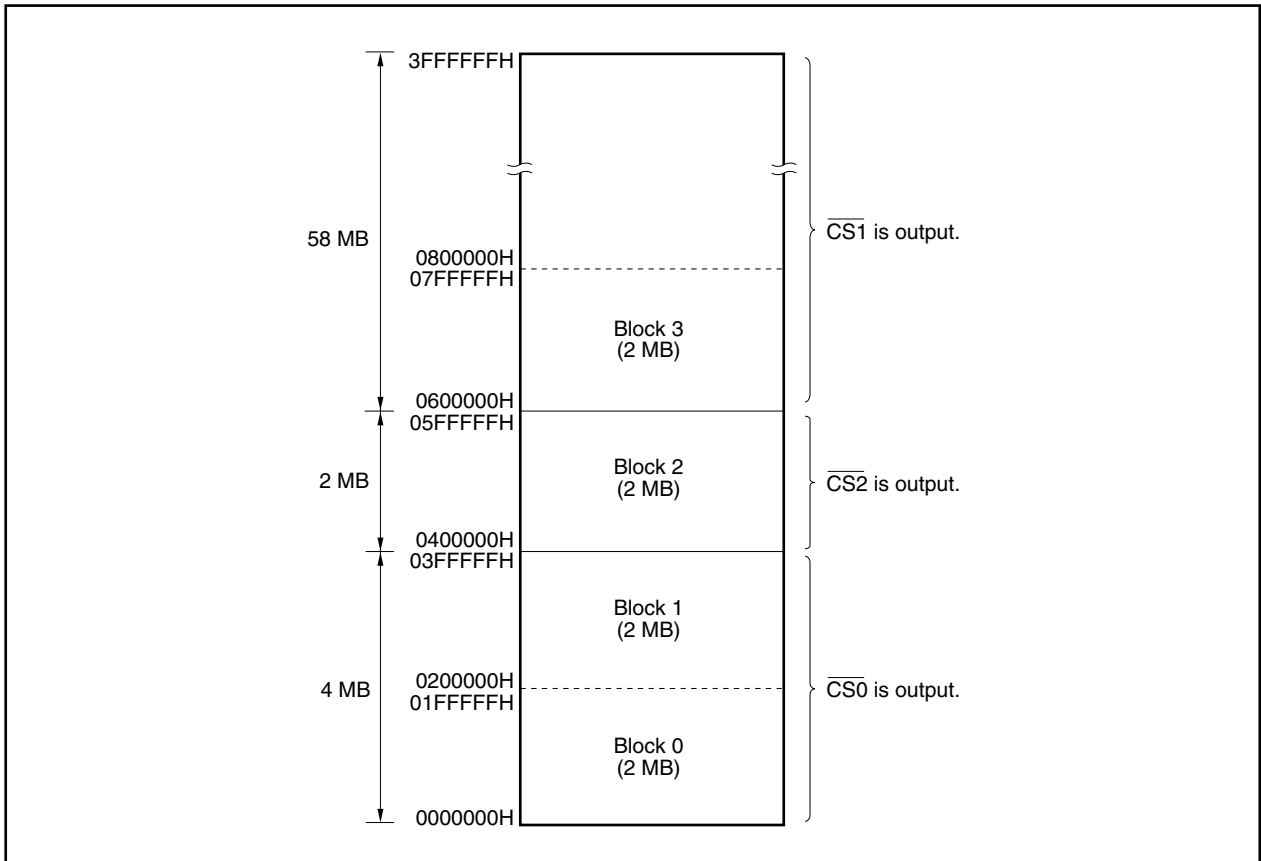 3FFFFFFH
58 MB
CS1 is output.
0800000H
07FFFFFH
Block 3
(2 MB)
0600000H
05FFFFFH
2 MB
Block 2
(2 MB)
CS2 is output.
0400000H
03FFFFFH
Block 1
(2 MB)
4 MB
0200000H
01FFFFFH
CS0 is output.
Block 0
(2 MB)
0000000H